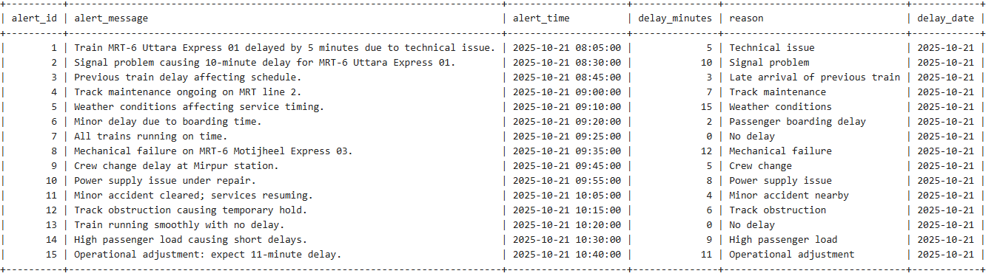 +----------+-----------------------------------------------------------------------+---------------------+---------------+-------------------------------+------------+
| alert_id | alert_message | alert_time | delay_minutes | reason | delay_date |
+----------+-----------------------------------------------------------------------+---------------------+---------------+-------------------------------+------------+
| 1 | Train MRT-6 Uttara Express 01 delayed by 5 minutes due to technical issue. | 2025-10-21 08:05:00 | 5 | Technical issue | 2025-10-21 |
| 2 | Signal problem causing 10-minute delay for MRT-6 Uttara Express 01. | 2025-10-21 08:30:00 | 10 | Signal problem | 2025-10-21 |
| 3 | Previous train delay affecting schedule. | 2025-10-21 08:45:00 | 3 | Late arrival of previous train | 2025-10-21 |
| 4 | Track maintenance ongoing on MRT line 2. | 2025-10-21 09:00:00 | 7 | Track maintenance | 2025-10-21 |
| 5 | Weather conditions affecting service timing. | 2025-10-21 09:10:00 | 15 | Weather conditions | 2025-10-21 |
| 6 | Minor delay due to boarding time. | 2025-10-21 09:20:00 | 2 | Passenger boarding delay | 2025-10-21 |
| 7 | All trains running on time. | 2025-10-21 09:25:00 | 0 | No delay | 2025-10-21 |
| 8 | Mechanical failure on MRT-6 Motijheel Express 03. | 2025-10-21 09:35:00 | 12 | Mechanical failure | 2025-10-21 |
| 9 | Crew change delay at Mirpur station. | 2025-10-21 09:45:00 | 5 | Crew change | 2025-10-21 |
| 10 | Power supply issue under repair. | 2025-10-21 09:55:00 | 8 | Power supply issue | 2025-10-21 |
| 11 | Minor accident cleared; services resuming. | 2025-10-21 10:05:00 | 4 | Minor accident nearby | 2025-10-21 |
| 12 | Track obstruction causing temporary hold. | 2025-10-21 10:15:00 | 6 | Track obstruction | 2025-10-21 |
| 13 | Train running smoothly with no delay. | 2025-10-21 10:20:00 | 0 | No delay | 2025-10-21 |
| 14 | High passenger load causing short delays. | 2025-10-21 10:30:00 | 9 | High passenger load | 2025-10-21 |
| 15 | Operational adjustment: expect 11-minute delay. | 2025-10-21 10:40:00 | 11 | Operational adjustment | 2025-10-21 |
+----------+-----------------------------------------------------------------------+---------------------+---------------+-------------------------------+------------+